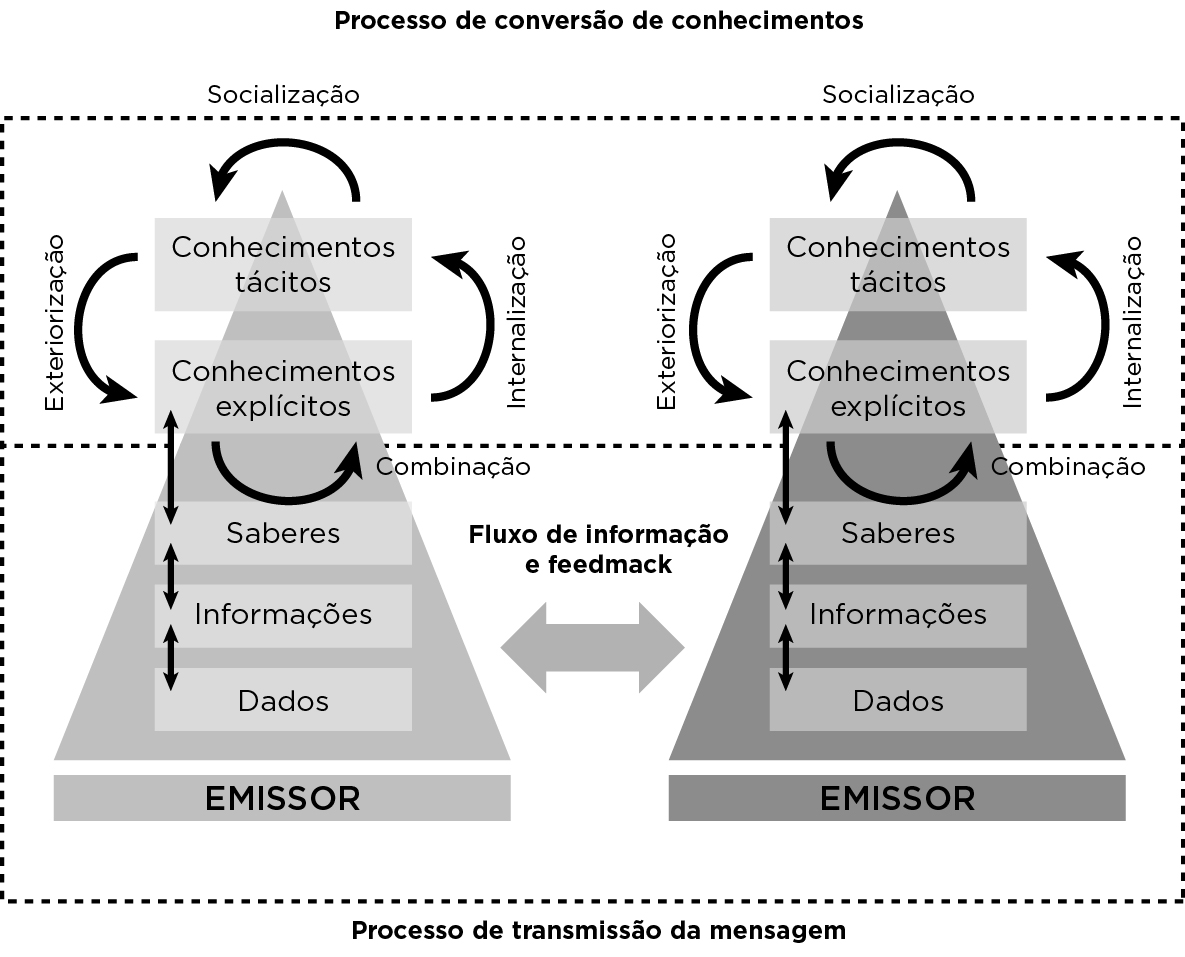 Processo de conversão de conhecimentos
Socialização
Socialização
Exteriorização
Conhecimentos
tácitos
Internalização
Conhecimentos
explícitos
Combinação
Saberes
Informações
Dados
EMISSOR
Fluxo de informação
e feedmack
Exteriorização
Conhecimentos
tácitos
Internalização
Conhecimentos
explícitos
Combinação
Saberes
Informações
Dados
EMISSOR
Processo de transmissão da mensagem